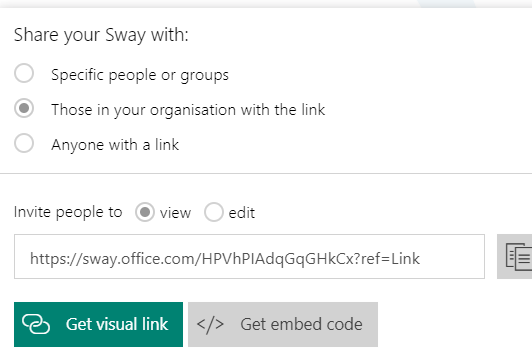 Share your Sway with:
Specific people or groups
Those in your organisation with the link
Anyone with a link
Invite people to view edit
https://sway.office.com/HPVhPIAdqGqGHkCx?ref=Link
Get visual link </> Get embed code